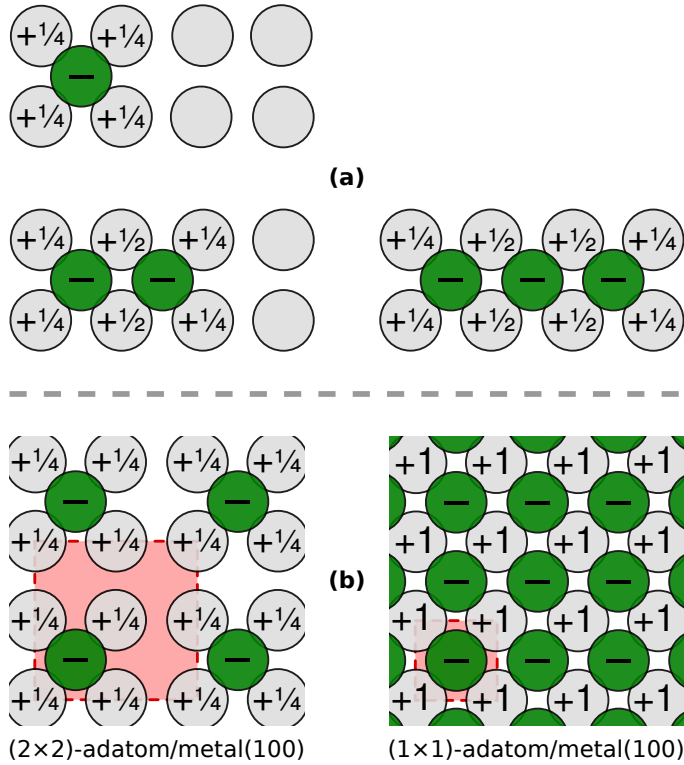 +¼ +¼
−
+¼ +¼
(a)
+¼ +½ +¼ +¼ +½ +½ +¼
− − − − −
+¼ +½ +¼ +¼ +½ +½ +¼
+¼ +¼ +¼ +¼ +1 +1 +1 +1
− − − − −
+¼ +¼ +¼ +¼ +1 +1 +1 +1
(b) − − −
+¼ +¼ +¼ +¼ +1 +1 +1 +1
− − − − −
+¼ +¼ +¼ +¼ +1 +1 +1 +1
(2×2)-adatom/metal(100) (1×1)-adatom/metal(100)